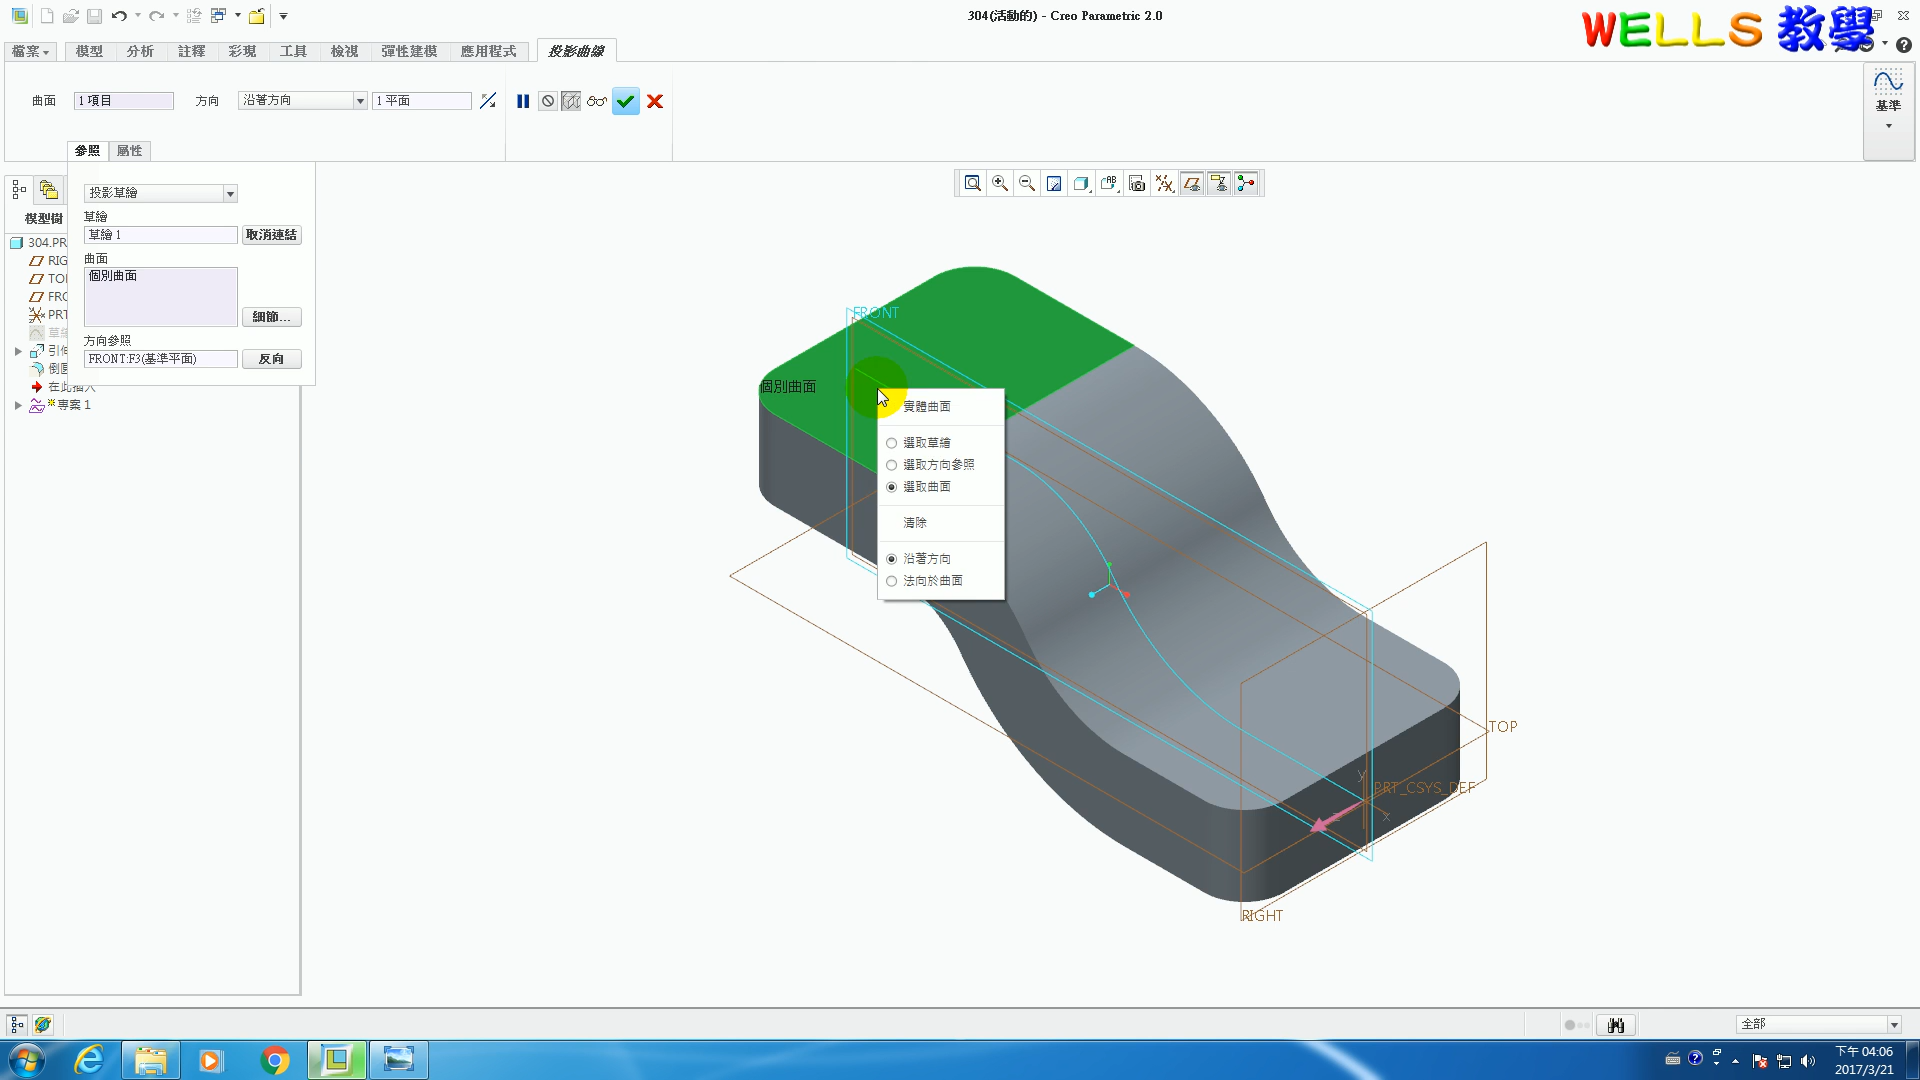 304(活動的) - Creo Parametric 2.0
WELLS 教學
檔案 模型 分析 註釋 彩現 工具 檢視 彈性建模 應用程式 投影曲線
曲面 1 項目 方向 沿著方向 1 平面
基準
參照 屬性
投影草繪
草繪
草繪 1 取消連結
曲面
個別曲面
細節...
方向參照
FRONT:F3(基準平面) 反向
模型樹
304.PR
RIG
TO
FRO
PRT
草繪
引伸
倒圓
在此插入
專案 1
FRONT
個別曲面
實體曲面
選取草繪
選取方向參照
選取曲面
清除
沿著方向
法向於曲面
TOP
PRT_CSYS_DEF
y
z
x
RIGHT
全部
下午 04:06
2017/3/21